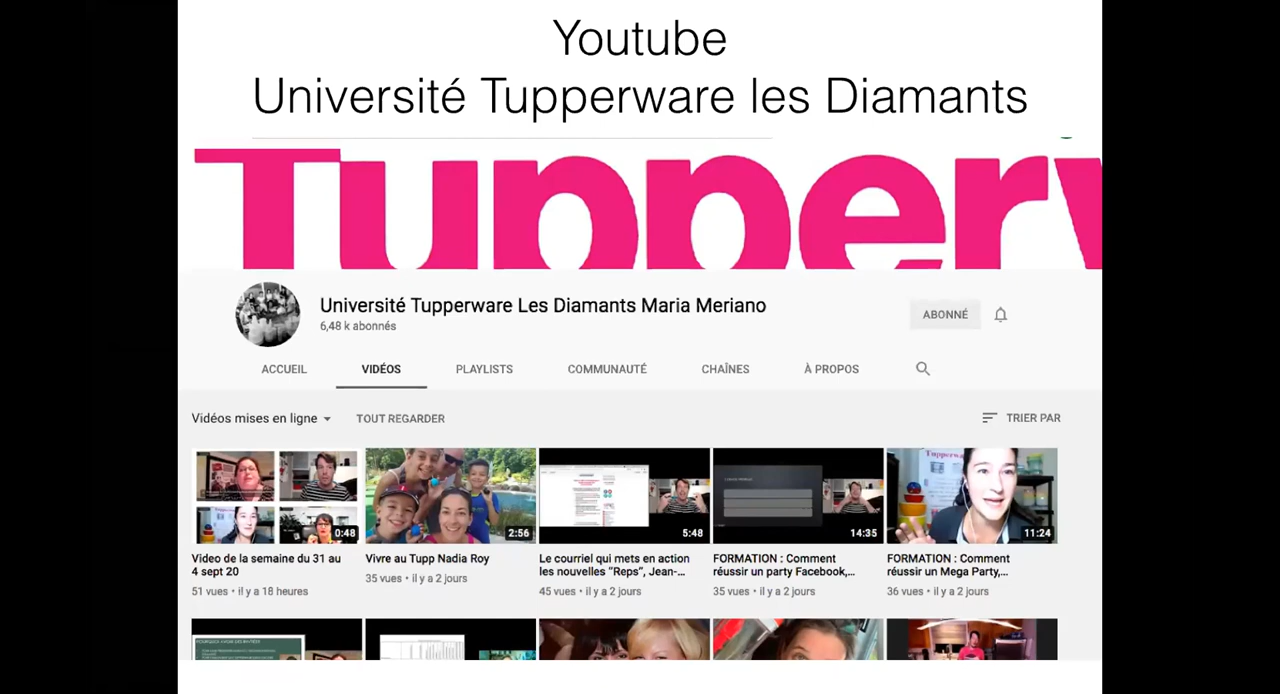 Youtube
Université Tupperware les Diamants
Tupperw
Université Tupperware Les Diamants Maria Meriano
6,48 k abonnés
ABONNÉ
ACCUEIL VIDÉOS PLAYLISTS COMMUNAUTÉ CHAÎNES À PROPOS
Vidéos mises en ligne TOUT REGARDER TRIER PAR
0:48 2:56 5:48 14:35 11:24
Video de la semaine du 31 au
4 sept 20
51 vues • il y a 18 heures
Vivre au Tupp Nadia Roy
35 vues • il y a 2 jours
Le courriel qui mets en action
les nouvelles "Reps", Jean-...
45 vues • il y a 2 jours
FORMATION : Comment
réussir un party Facebook,...
35 vues • il y a 2 jours
FORMATION : Comment
réussir un Mega Party,...
36 vues • il y a 2 jours